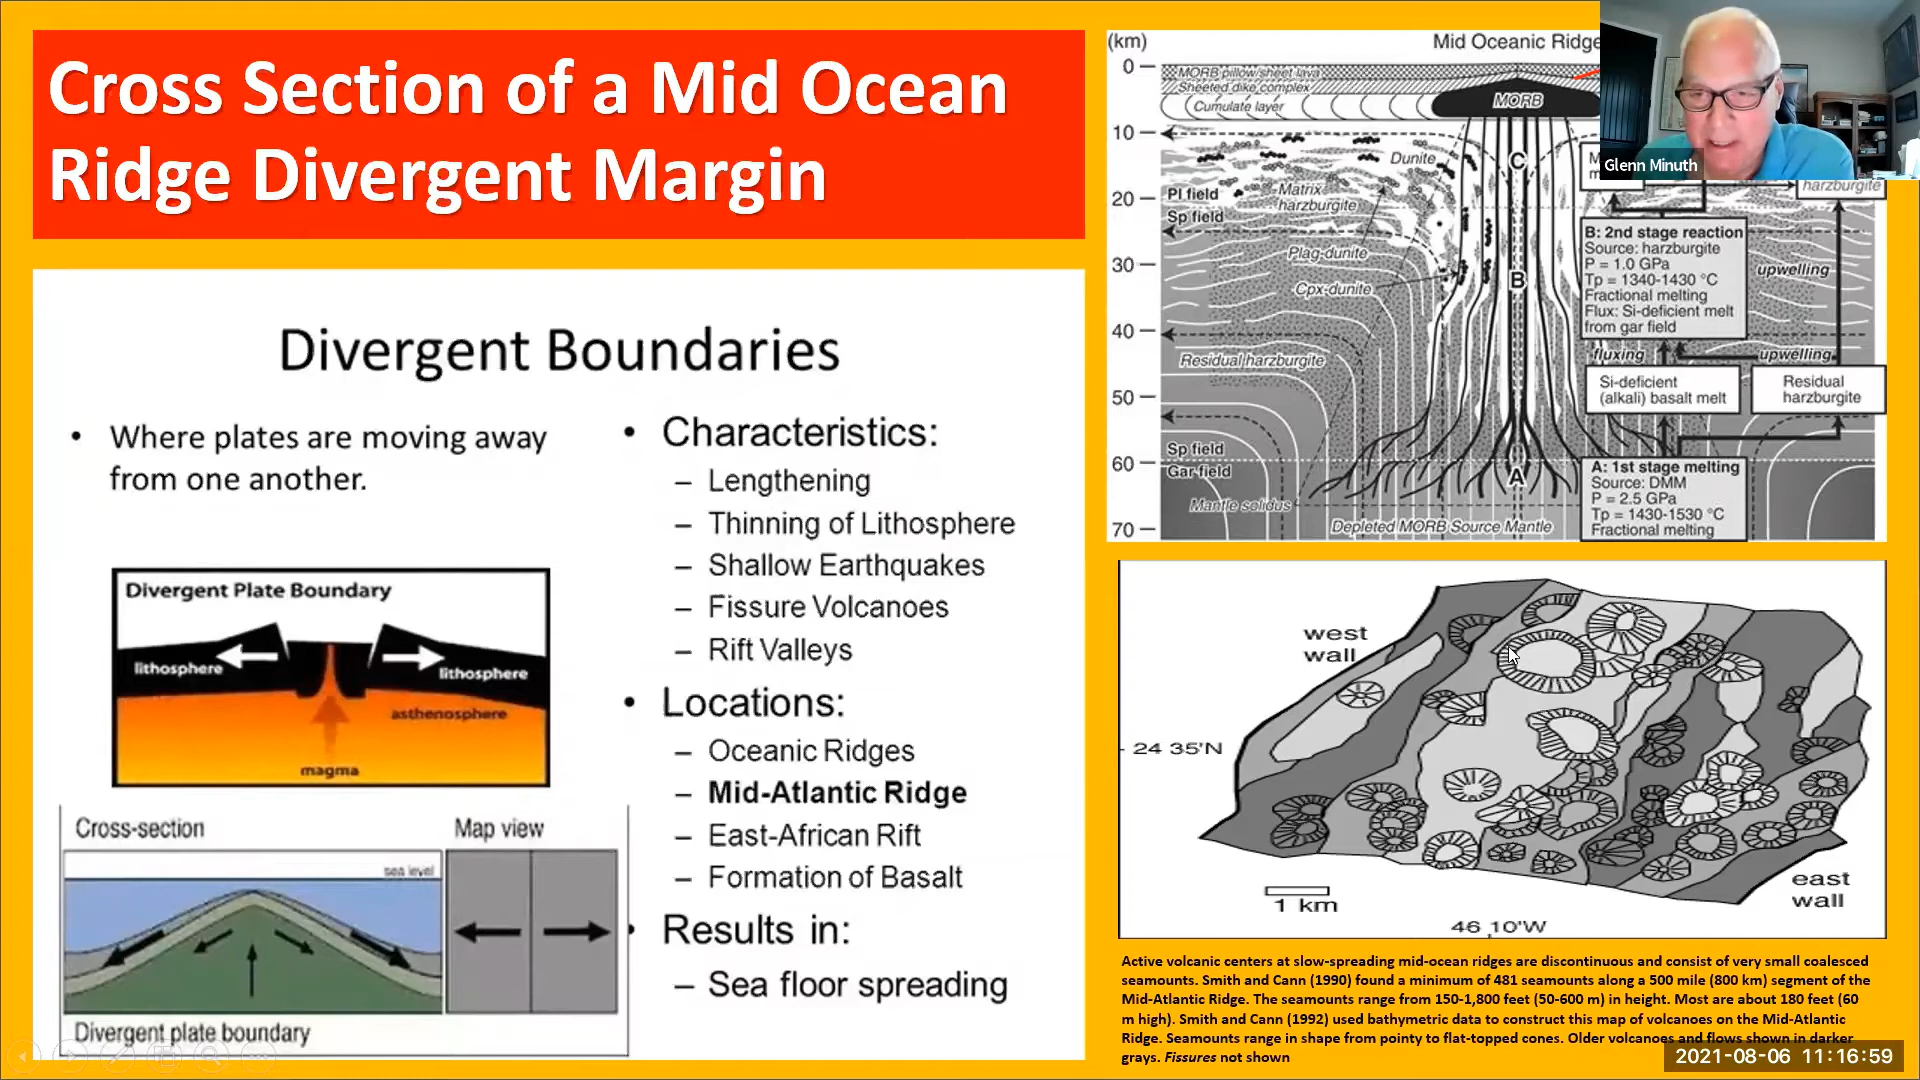 Cross Section of a Mid Ocean
Ridge Divergent Margin
Divergent Boundaries
• Where plates are moving away
from one another.
Divergent Plate Boundary
lithosphere
lithosphere
asthenosphere
magma
Cross-section
Map view
sea level
Divergent plate boundary
• Characteristics:
– Lengthening
– Thinning of Lithosphere
– Shallow Earthquakes
– Fissure Volcanoes
– Rift Valleys
• Locations:
– Oceanic Ridges
– Mid-Atlantic Ridge
– East-African Rift
– Formation of Basalt
• Results in:
– Sea floor spreading
(km)
Mid Oceanic Ridge
0
MORB pillow/sheet lava
Sheeted dike complex
Cumulate layer
MORB
10
Dunite
C
20
Pl field
Sp field
Matrix
harzburgite
harzburgite
Plag-dunite
30
Cpx-dunite
B
B: 2nd stage reaction
Source: harzburgite
P = 1.0 GPa
Tp = 1340-1430 °C
Fractional melting
Flux: Si-deficient melt
from gar field
upwelling
40
fluxing
upwelling
Residual harzburgite
50
Si-deficient
(alkali) basalt melt
Residual
harzburgite
Sp field
60
Gar field
A
A: 1st stage melting
Source: DMM
P = 2.5 GPa
Tp = 1430-1530 °C
Fractional melting
Mantle solidus
70
Depleted MORB Source Mantle
Glenn Minuth
west
wall
24 35'N
1 km
46 10'W
east
wall
Active volcanic centers at slow-spreading mid-ocean ridges are discontinuous and consist of very small coalesced
seamounts. Smith and Cann (1990) found a minimum of 481 seamounts along a 500 mile (800 km) segment of the
Mid-Atlantic Ridge. The seamounts range from 150-1,800 feet (50-600 m) in height. Most are about 180 feet (60
m high). Smith and Cann (1992) used bathymetric data to construct this map of volcanoes on the Mid-Atlantic
Ridge. Seamounts range in shape from pointy to flat-topped cones. Older volcanoes and flows shown in darker
grays. Fissures not shown
2021-08-06 11:16:59